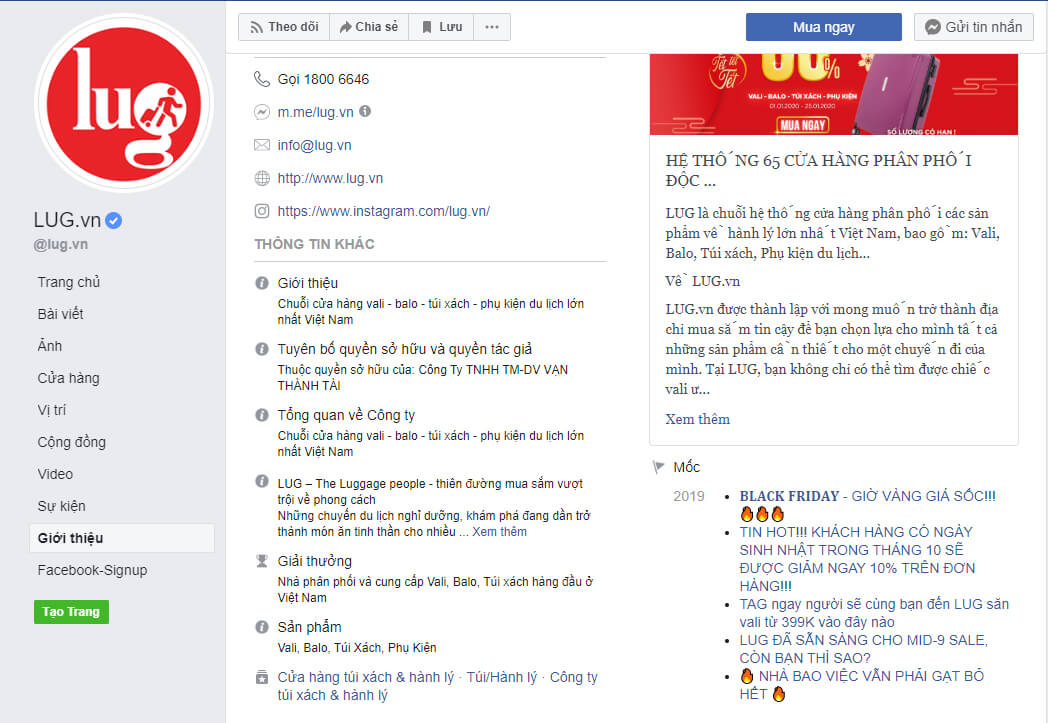 lug
LUG.vn
@lug.vn
Trang chủ
Bài viết
Ảnh
Cửa hàng
Vị trí
Cộng đồng
Video
Sự kiện
Giới thiệu
Facebook-Signup
Tạo Trang
Theo dõi
Chia sẻ
Lưu
...
Mua ngay
Gửi tin nhắn
Gọi 1800 6646
m.me/lug.vn
info@lug.vn
http://www.lug.vn
https://www.instagram.com/lug.vn/
THÔNG TIN KHÁC
Giới thiệu
Chuỗi cửa hàng vali - balo - túi xách - phụ kiện du lịch lớn
nhất Việt Nam
Tuyên bố quyền sở hữu và quyền tác giả
Thuộc quyền sở hữu của: Công Ty TNHH TM-DV VẠN
THÀNH TÀI
Tổng quan về Công ty
Chuỗi cửa hàng vali - balo - túi xách - phụ kiện du lịch lớn
nhất Việt Nam
LUG – The Luggage people - thiên đường mua sắm vượt
trội về phong cách
Những chuyến du lịch nghỉ dưỡng, khám phá đang dần trở
thành món ăn tinh thần cho nhiều ... Xem thêm
Giải thưởng
Nhà phân phối và cung cấp Vali, Balo, Túi xách hàng đầu ở
Việt Nam
Sản phẩm
Vali, Balo, Túi Xách, Phụ Kiện
Cửa hàng túi xách & hành lý · Túi/Hành lý · Công ty
túi xách & hành lý
VALI - BALO - TÚI XÁCH - PHỤ KIỆN
01.01.2020 - 25.01.2020
MUA NGAY
SỐ LƯỢNG CÓ HẠN !
HỆ THỐNG 65 CỬA HÀNG PHÂN PHỐI
ĐỘC ...
LUG là chuỗi hệ thống cửa hàng phân phối các sản
phẩm về hành lý lớn nhất Việt Nam, bao gồm: Vali,
Balo, Túi xách, Phụ kiện du lịch...
Về LUG.vn
LUG.vn được thành lập với mong muốn trở thành địa
chỉ mua sắm tin cậy để bạn chọn lựa cho mình tất cả
những sản phẩm cần thiết cho một chuyến đi của
mình. Tại LUG, bạn không chỉ có thể tìm được chiếc
vali ư...
Xem thêm
Mốc
2019
BLACK FRIDAY - GIỜ VÀNG GIÁ SỐC!!!
🔥🔥🔥
TIN HOT!!! KHÁCH HÀNG CÓ NGÀY
SINH NHẬT TRONG THÁNG 10 SẼ
ĐƯỢC GIẢM NGAY 10% TRÊN ĐƠN
HÀNG!!!
TAG ngay người sẽ cùng bạn đến LUG săn
vali từ 399K vào đây nào
LUG ĐÃ SẴN SÀNG CHO MID-9 SALE,
CÒN BẠN THÌ SAO?
🔥 NHÀ BAO VIỆC VẪN PHẢI GẠT BỎ
HẾT 🔥